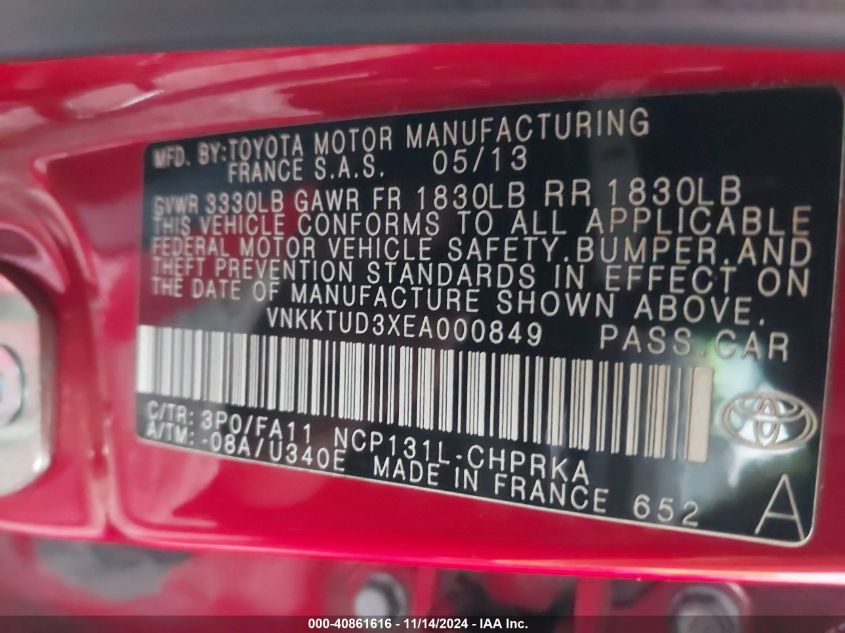 MFD. BY:TOYOTA MOTOR MANUFACTURING
FRANCE S.A.S. 05/13
GVWR 3330LB GAWR FR 1830LB RR 1830LB
THIS VEHICLE CONFORMS TO ALL APPLICABLE
FEDERAL MOTOR VEHICLE SAFETY,BUMPER,AND
THEFT PREVENTION STANDARDS IN EFFECT ON
THE DATE OF MANUFACTURE SHOWN ABOVE.
VNKKTUD3XEA000849 PASS.CAR
C/TR: 3P0/FA11 NCP131L-CHPRKA
A/TM: -08A/U340E MADE IN FRANCE 652
A
000-40861616 - 11/14/2024 - IAA Inc.